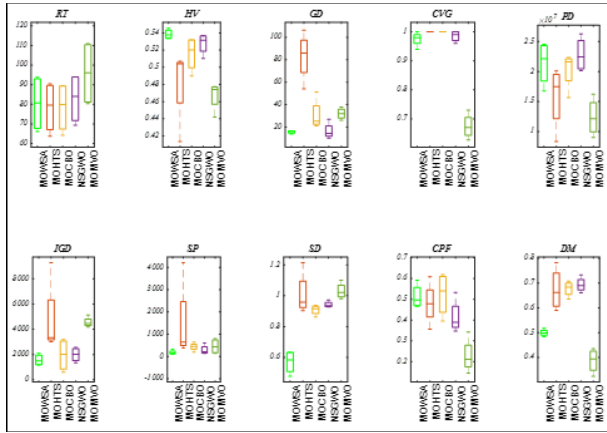 RT
HV
GD
CVG
PD
120
110
100
90
80
70
60
0.54
0.52
0.5
0.48
0.46
0.44
0.42
100
80
60
40
20
1
0.9
0.8
0.7
×10⁷
2.5
2
1.5
1
MOWSA
MOHTS
MOCBO
NSGWO
MOMVO
MOWSA
MOHTS
MOCBO
NSGWO
MOMVO
MOWSA
MOHTS
MOCBO
NSGWO
MOMVO
MOWSA
MOHTS
MOCBO
NSGWO
MOMVO
MOWSA
MOHTS
MOCBO
NSGWO
MOMVO
IGD
SP
SD
CPF
DM
8000
6000
4000
2000
4000
3000
2000
1000
0
-1000
1.2
1
0.8
0.6
0.7
0.6
0.5
0.4
0.3
0.2
0.7
0.6
0.5
0.4
MOWSA
MOHTS
MOCBO
NSGWO
MOMVO
MOWSA
MOHTS
MOCBO
NSGWO
MOMVO
MOWSA
MOHTS
MOCBO
NSGWO
MOMVO
MOWSA
MOHTS
MOCBO
NSGWO
MOMVO
MOWSA
MOHTS
MOCBO
NSGWO
MOMVO